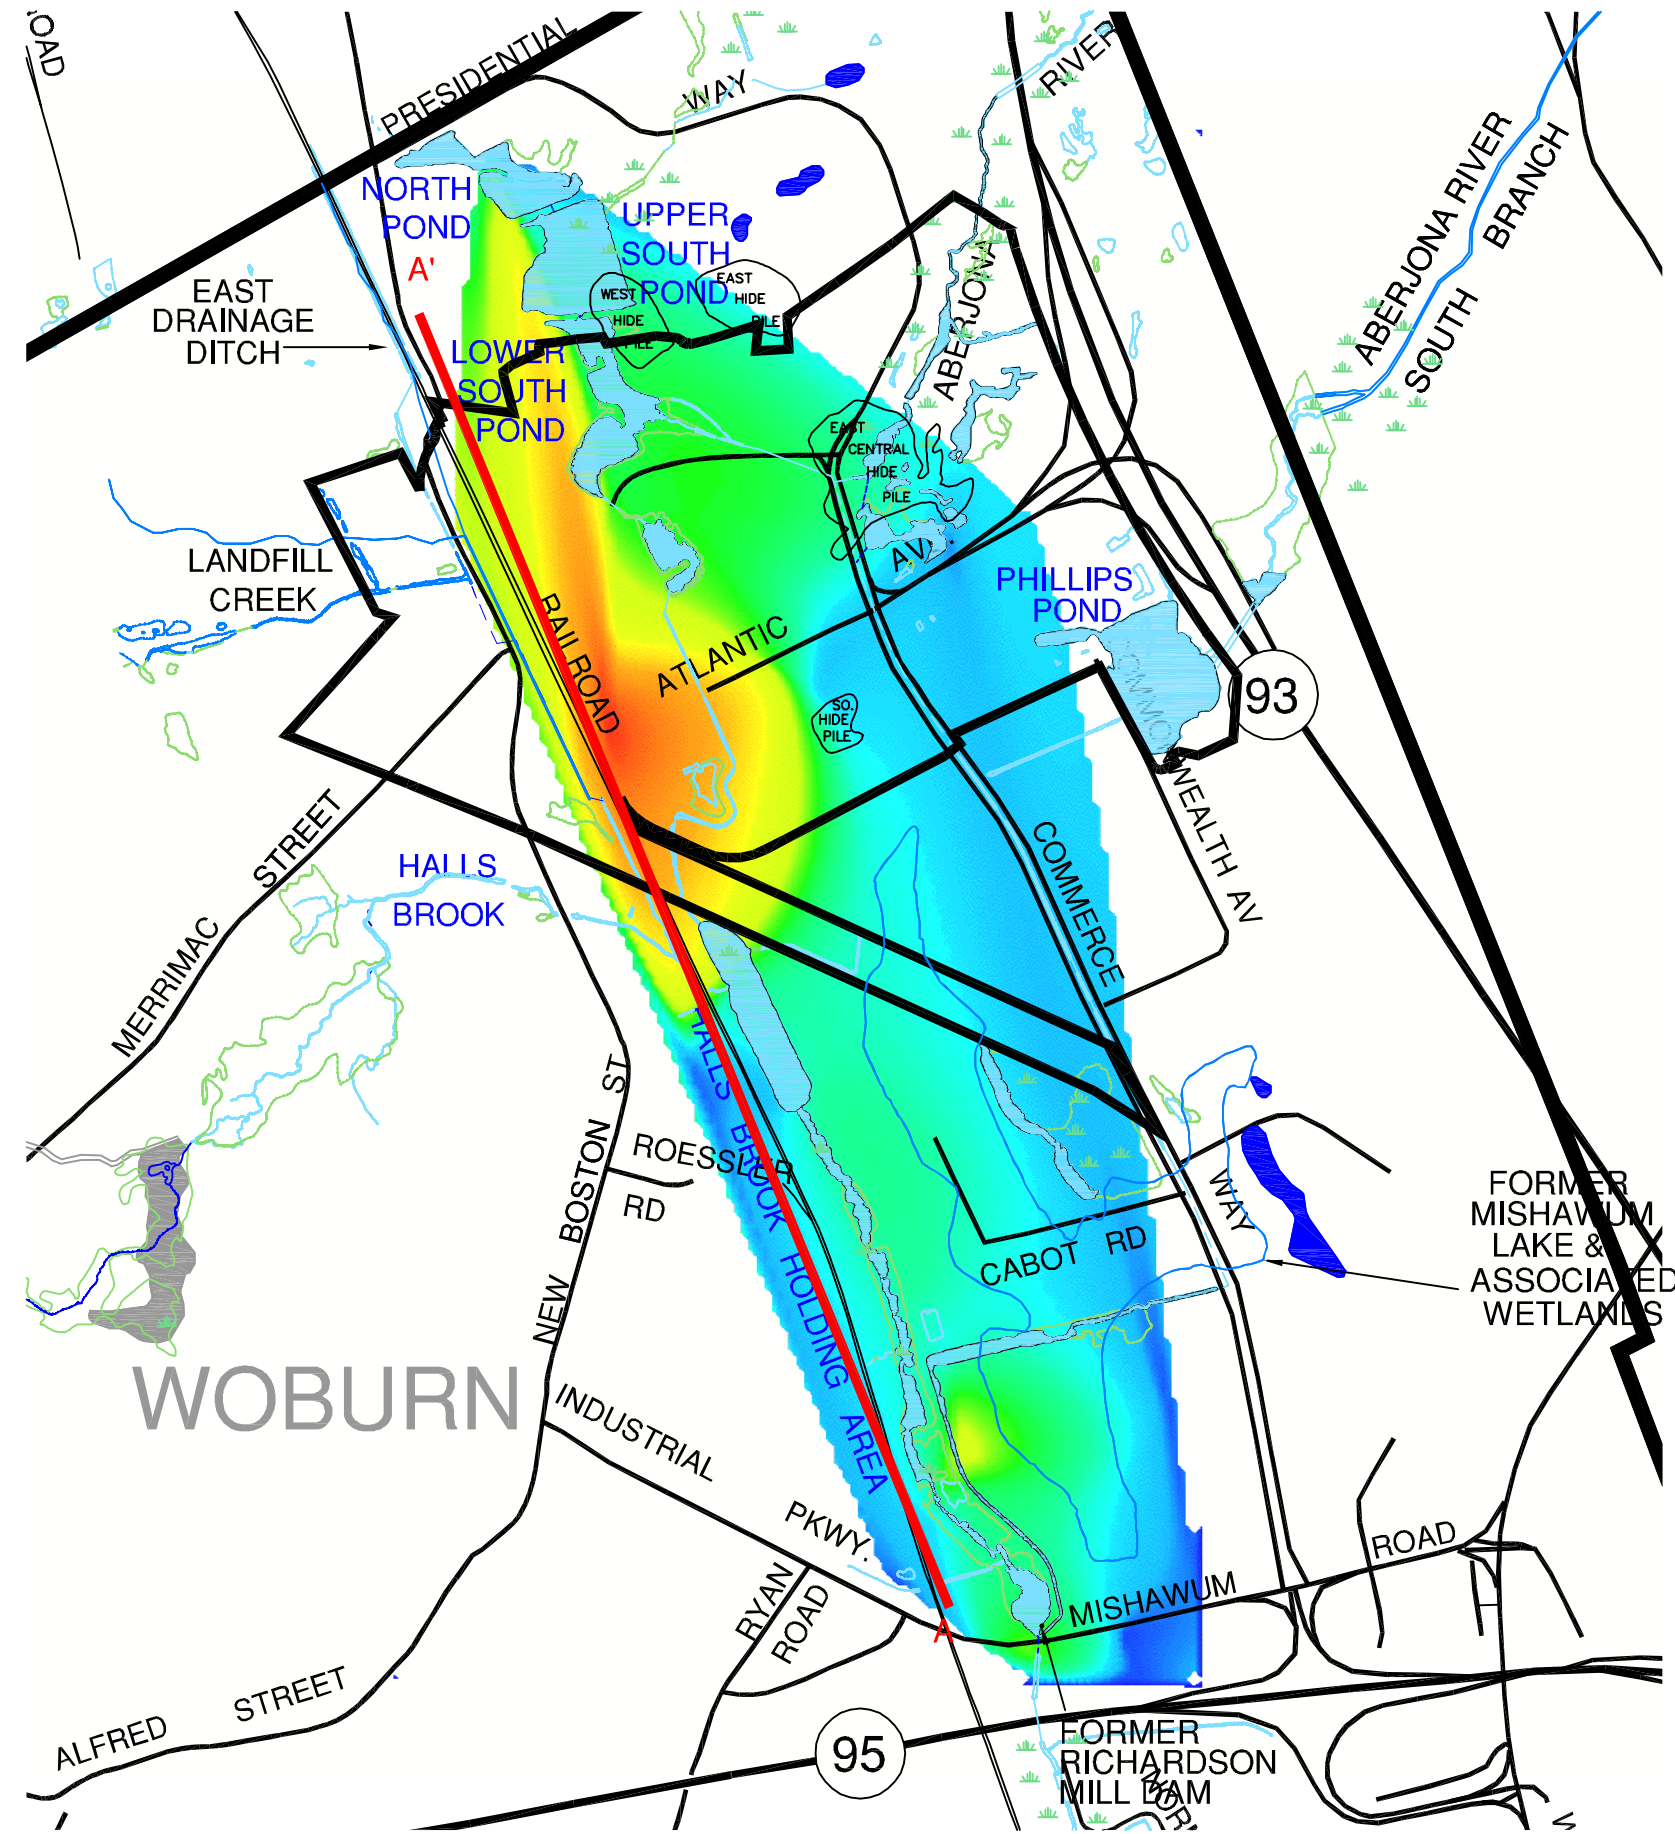 OAD
PRESIDENTIAL
WAY
RIVER
NORTH
POND
A'
UPPER
SOUTH
POND
EAST
HIDE
PILE
WEST
HIDE
PILE
EAST
DRAINAGE
DITCH
LOWER
SOUTH
POND
ABERJONA
ABERJONA RIVER
SOUTH BRANCH
EAST
CENTRAL
HIDE
PILE
AV.
LANDFILL
CREEK
PHILLIPS
POND
RAILROAD
ATLANTIC
SO.
HIDE
PILE
93
COMMONWEALTH AV
MERRIMAC STREET
HALLS
BROOK
COMMERCE
WAY
HALLS BROOK HOLDING AREA
NEW BOSTON ST
ROESSLER
RD
CABOT RD
FORMER
MISHAWUM
LAKE &
ASSOCIATED
WETLANDS
WOBURN
INDUSTRIAL
PKWY.
RYAN
ROAD
A
MISHAWUM
ROAD
ALFRED STREET
95
FORMER
RICHARDSON
MILL DAM